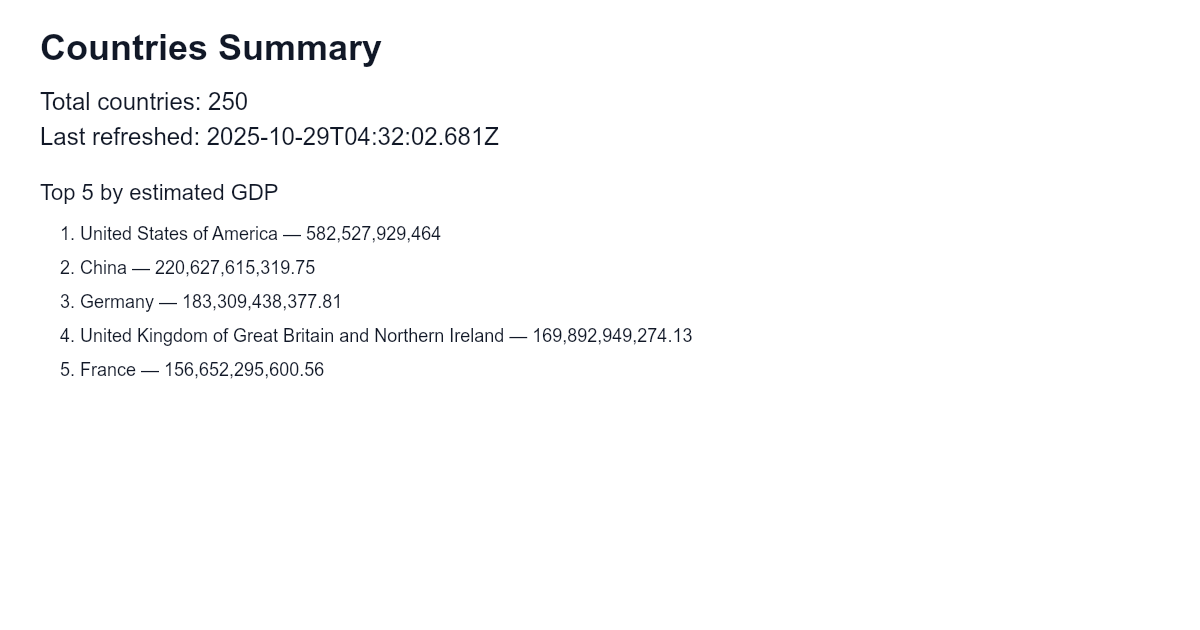 Countries Summary
Total countries: 250
Last refreshed: 2025-10-29T04:32:02.681Z
Top 5 by estimated GDP
1. United States of America — 582,527,929,464
2. China — 220,627,615,319.75
3. Germany — 183,309,438,377.81
4. United Kingdom of Great Britain and Northern Ireland — 169,892,949,274.13
5. France — 156,652,295,600.56